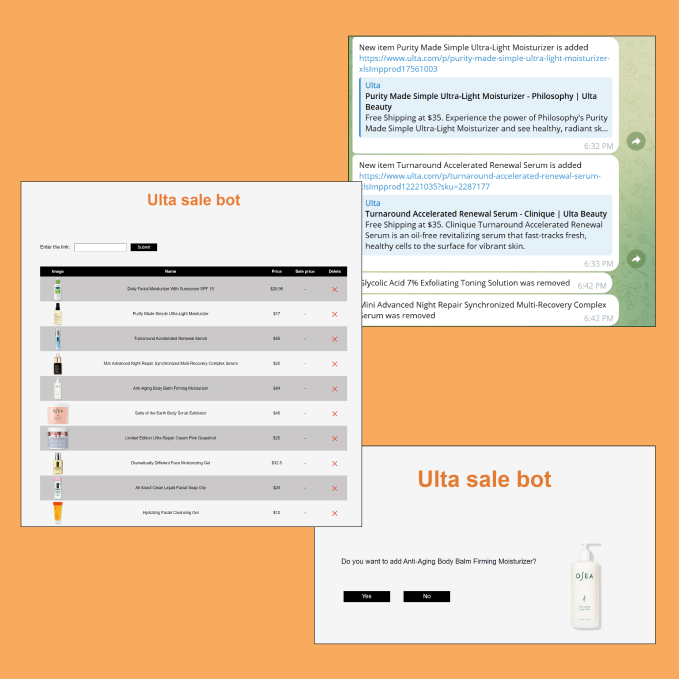 New item Purity Made Simple Ultra-Light Moisturizer is added
https://www.ulta.com/p/purity-made-simple-ultra-light-moisturizer-
xlsImpprod17561003
Ulta
Purity Made Simple Ultra-Light Moisturizer - Philosophy | Ulta
Beauty
Free Shipping at $35. Experience the power of Philosophy's Purity
Made Simple Ultra-Light Moisturizer and see healthy, radiant sk...
6:32 PM
New item Turnaround Accelerated Renewal Serum is added
https://www.ulta.com/p/turnaround-accelerated-renewal-serum-
xlsImpprod12221035?sku=2287177
Ulta
Turnaround Accelerated Renewal Serum - Clinique | Ulta Beauty
Free Shipping at $35. Clinique Turnaround Accelerated Renewal
Serum is an oil-free revitalizing serum that fast-tracks fresh,
healthy cells to the surface for vibrant skin.
6:33 PM
Glycolic Acid 7% Exfoliating Toning Solution was removed 6:42 PM
Mini Advanced Night Repair Synchronized Multi-Recovery Complex
Serum was removed 6:42 PM
Ulta sale bot
Enter the link: Submit
Image Name Price Sale price Delete
Daily Facial Moisturizer With Sunscreen SPF 15 -
Purity Made Simple Ultra-Light Moisturizer $17 -
Turnaround Accelerated Renewal Serum -
Mini Advanced Night Repair Synchronized Multi-Recovery Complex Serum -
Anti-Aging Body Balm Firming Moisturizer $84 -
Salts of the Earth Body Scrub Exfoliator $48 -
OSEA
Limited Edition Ultra Repair Cream Pink Grapefruit -
Dramatically Different Face Moisturizing Gel $32.5 -
All About Clean Liquid Facial Soap Oily $24 -
Hydrating Facial Cleansing Gel $12 -
Ulta sale bot
Do you want to add Anti-Aging Body Balm Firming Moisturizer?
Yes No
OSEA